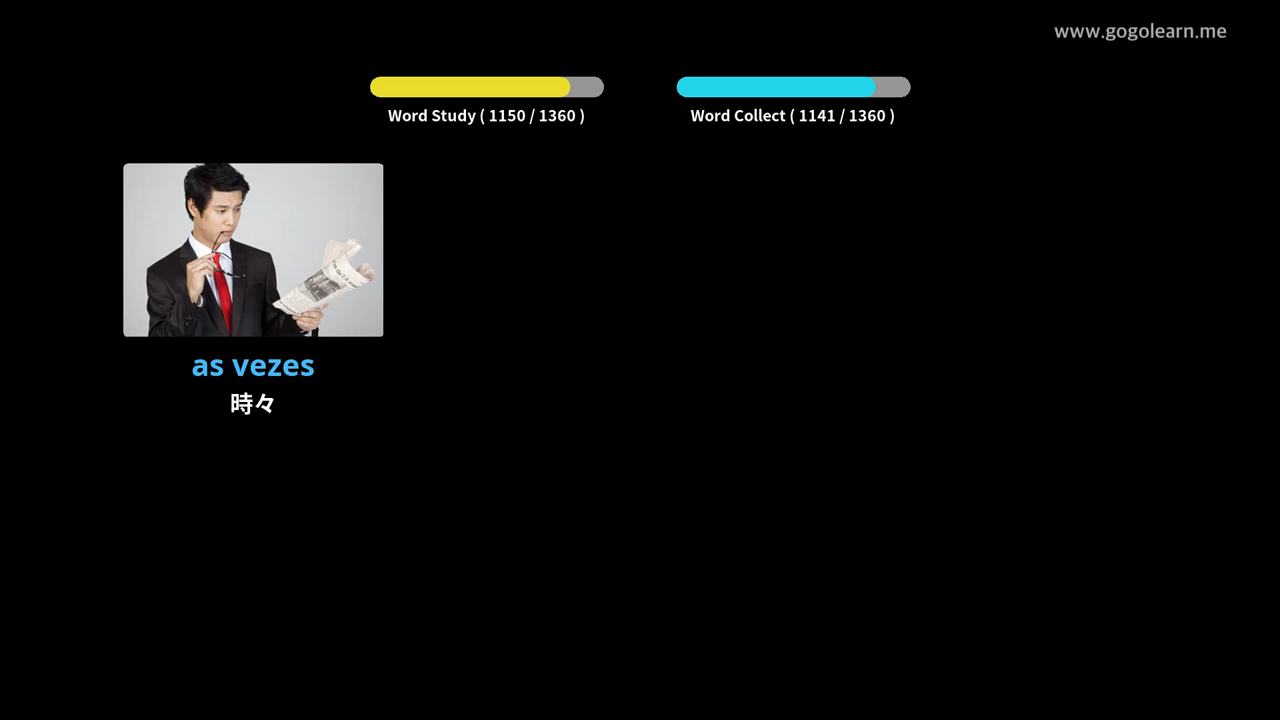 www.gogolearn.me
Word Study ( 1150 / 1360 )
Word Collect ( 1141 / 1360 )
as vezes
時々